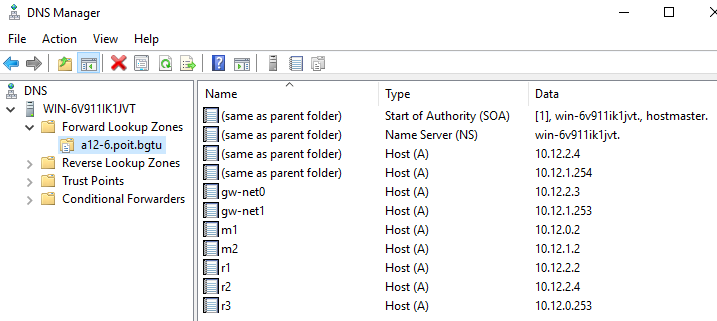 DNS Manager
File Action View Help
DNS
WIN-6V911IK1JVT
Forward Lookup Zones
a12-6.poit.bgtu
Reverse Lookup Zones
Trust Points
Conditional Forwarders
Name Type Data
(same as parent folder) Start of Authority (SOA) [1], win-6v911ik1jvt., hostmaster.
(same as parent folder) Name Server (NS) win-6v911ik1jvt.
(same as parent folder) Host (A) 10.12.2.4
(same as parent folder) Host (A) 10.12.1.254
gw-net0 Host (A) 10.12.2.3
gw-net1 Host (A) 10.12.1.253
m1 Host (A) 10.12.0.2
m2 Host (A) 10.12.1.2
r1 Host (A) 10.12.2.2
r2 Host (A) 10.12.2.4
r3 Host (A) 10.12.0.253